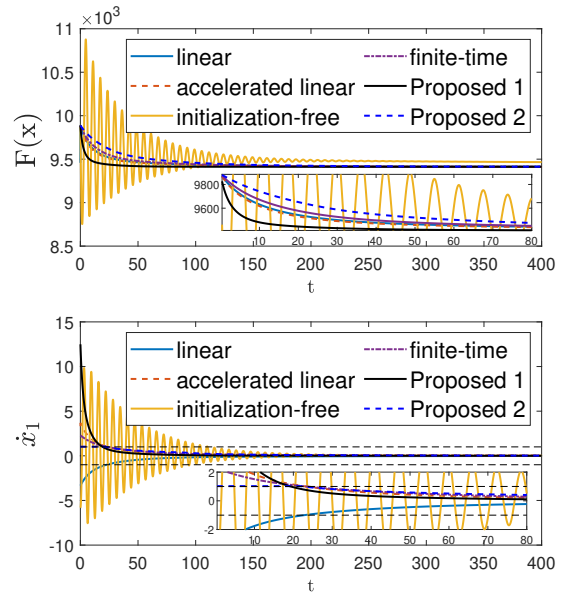 ×10³
11
10.5
10
9.5
9
8.5
F(x)
linear
accelerated linear
initialization-free
finite-time
Proposed 1
Proposed 2
9800
9600
10 20 30 40 50 60 70 80
0 50 100 150 200 250 300 350 400
t
15
10
5
0
-5
-10
ẋ₁
linear
accelerated linear
initialization-free
finite-time
Proposed 1
Proposed 2
2
0
-2
10 20 30 40 50 60 70 80
0 50 100 150 200 250 300 350 400
t